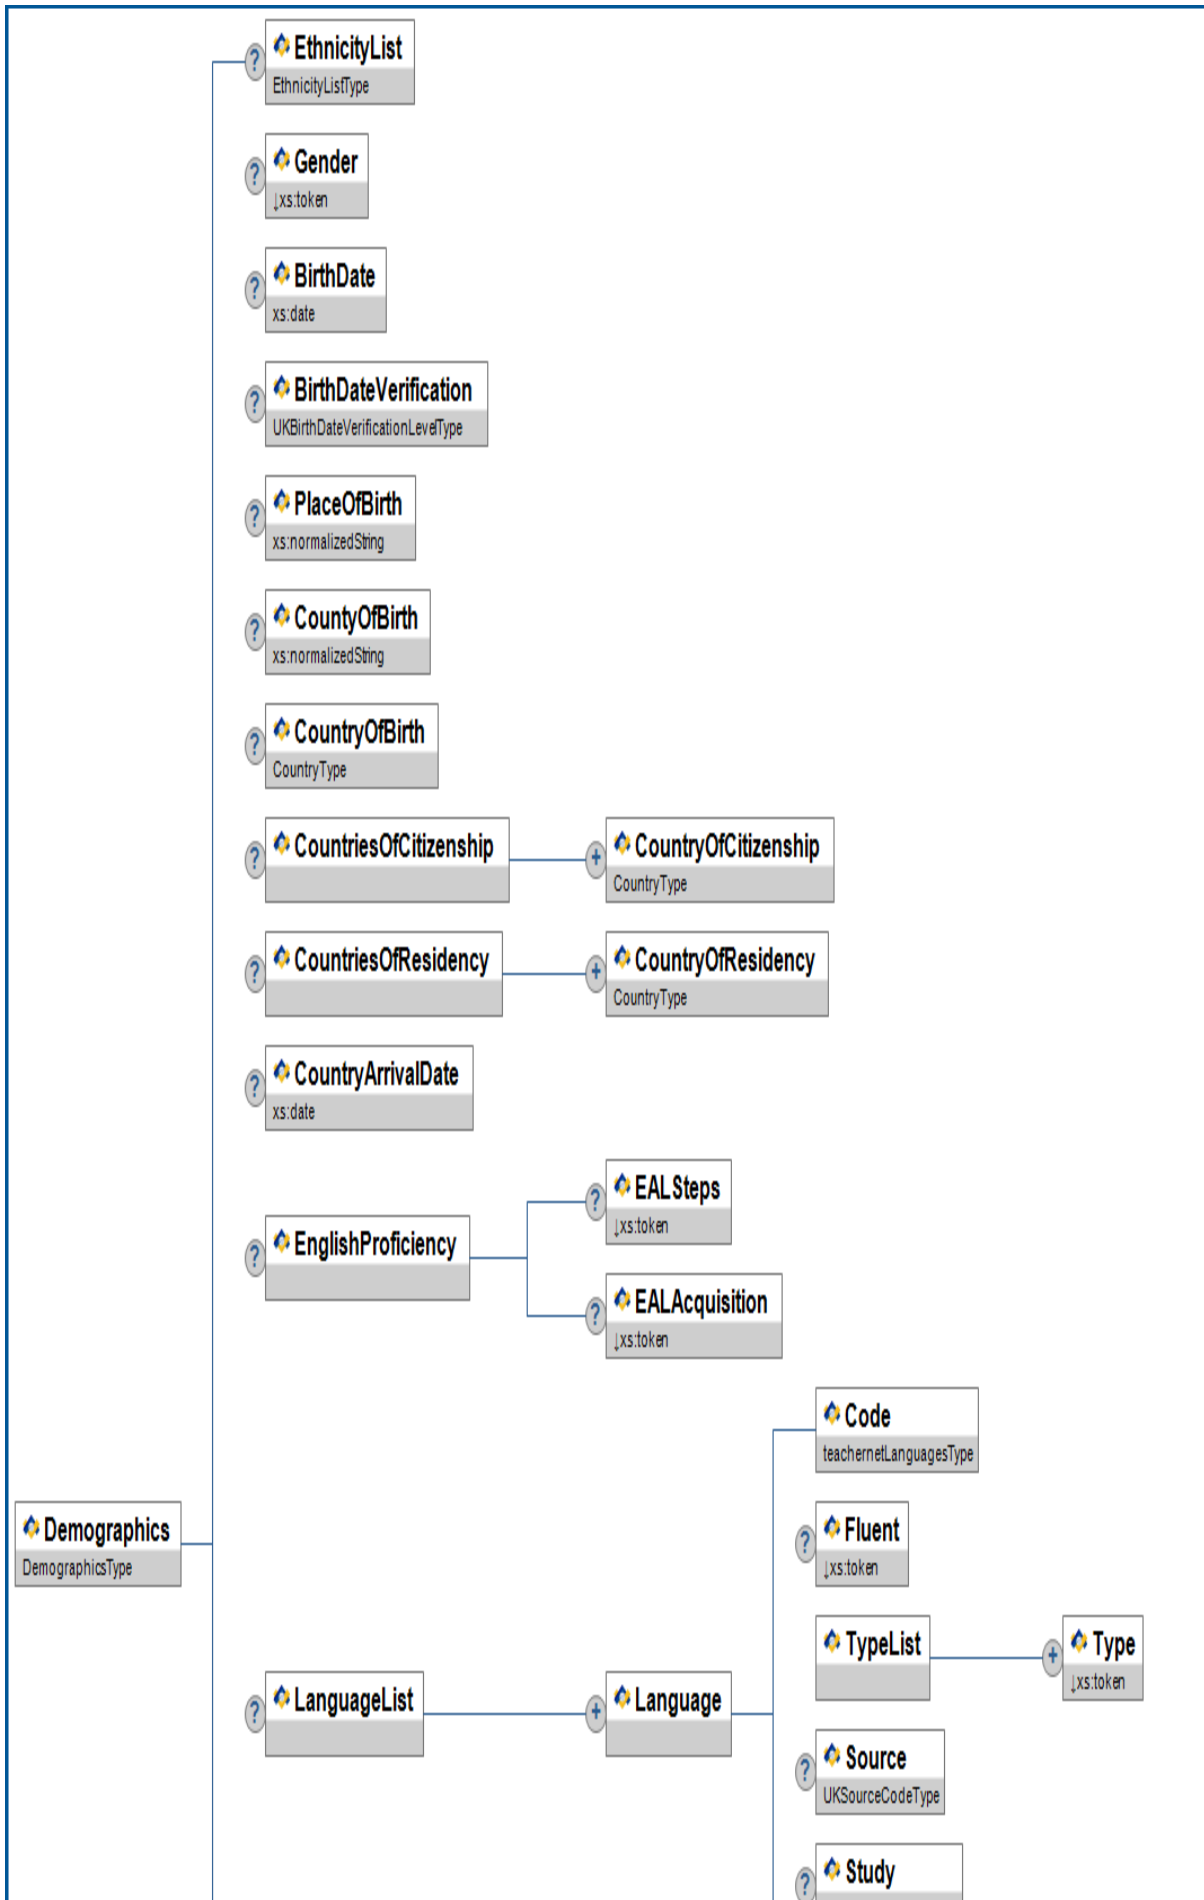 EthnicityList
EthnicityListType
?
Gender
↓xs:token
?
BirthDate
xs:date
?
BirthDateVerification
UKBirthDateVerificationLevelType
?
PlaceOfBirth
xs:normalizedString
?
CountyOfBirth
xs:normalizedString
?
CountryOfBirth
CountryType
?
CountriesOfCitizenship
?
+
CountryOfCitizenship
CountryType
CountriesOfResidency
?
+
CountryOfResidency
CountryType
CountryArrivalDate
xs:date
?
EALSteps
↓xs:token
?
EnglishProficiency
?
EALAcquisition
↓xs:token
?
Code
teachernetLanguagesType
Demographics
DemographicsType
Fluent
↓xs:token
?
TypeList
+
Type
↓xs:token
LanguageList
?
+
Language
Source
UKSourceCodeType
?
Study
?